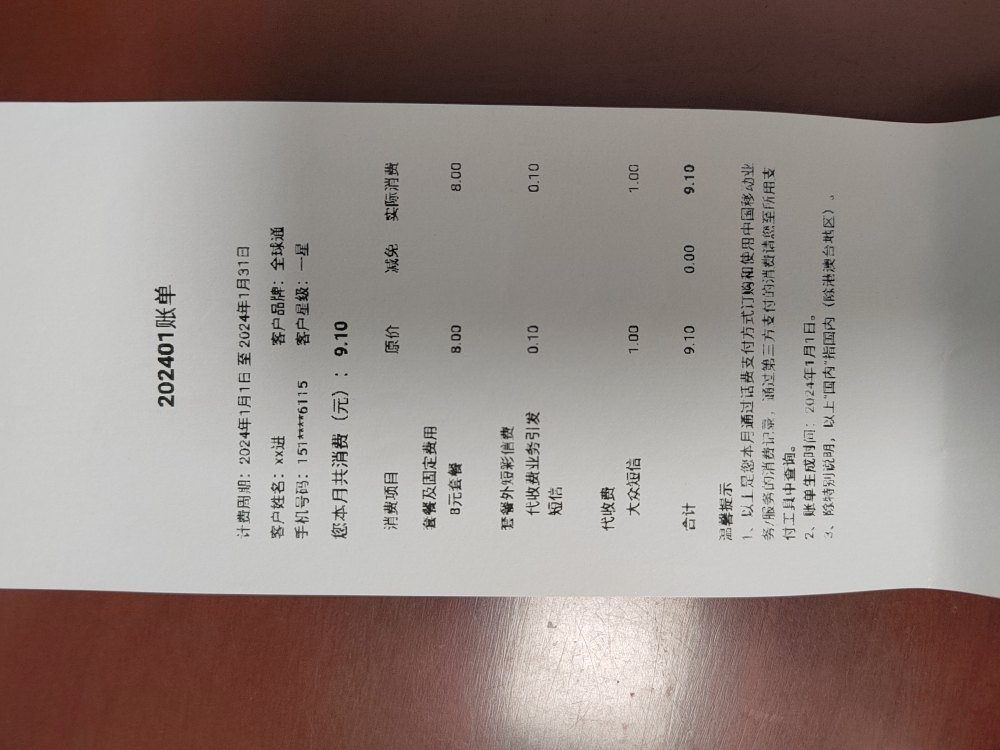 202401账单
计费周期：2024年1月1日 至 2024年1月31日
客户姓名：xx进 客户品牌：全球通
手机号码：151****6115 客户星级：一星
您本月共消费（元）：9.10
消费项目 原价 减免 实际消费
套餐及固定费用
8元套餐 8.00 8.00
套餐外短彩信费
代收费业务引发 0.10 0.10
短信
代收费
大众短信 1.00 1.00
合计 9.10 0.00 9.10
温馨提示
1、以上是您本月通过话费支付方式订购和使用中国移动业
务/服务的消费记录，通过第三方支付的消费请您至所用支
付工具中查询。
2、账单生成时间：2024年1月1日。
3、除特别说明，以上"国内"指国内（除港澳台地区）。